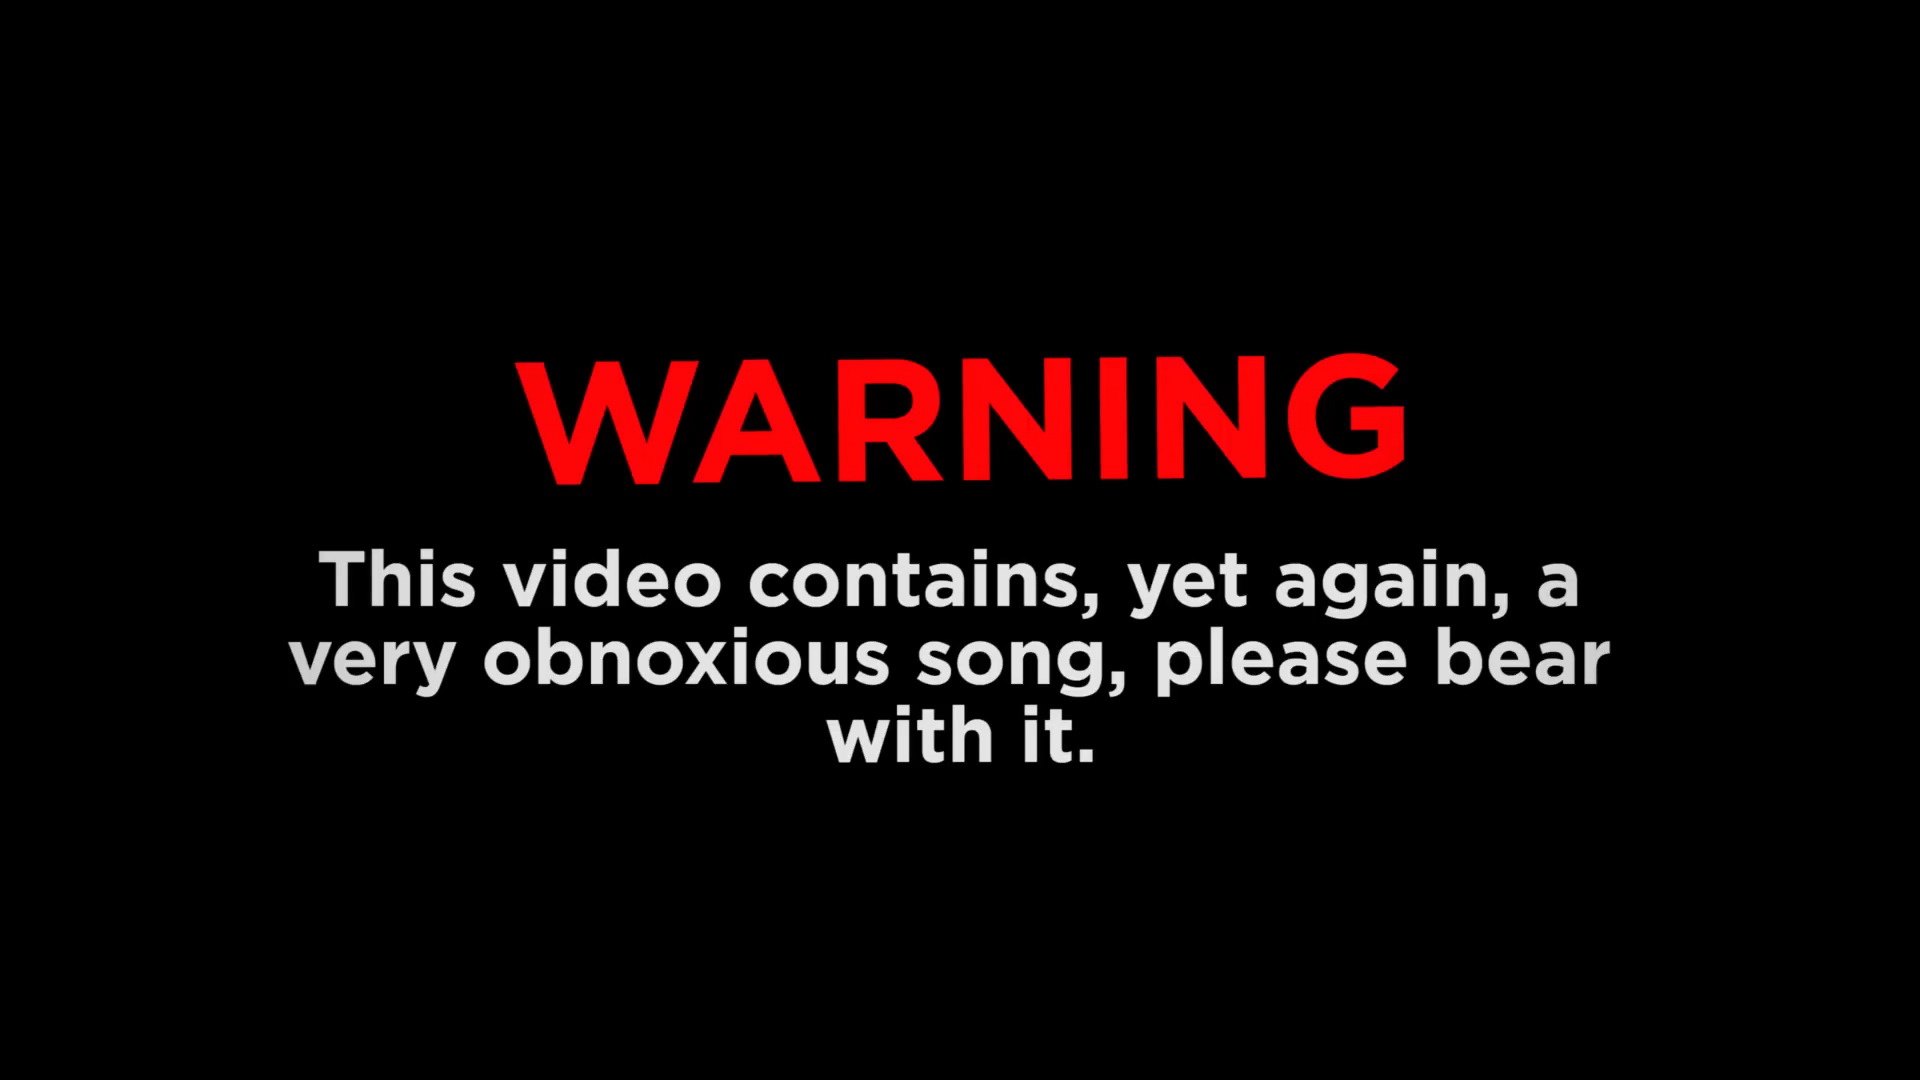 WARNING
This video contains, yet again, a
very obnoxious song, please bear
with it.